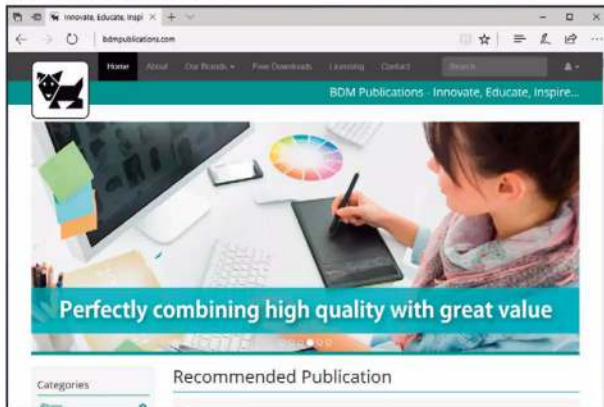 Innovate, Educate, Inspi
bdmpublications.com
Home About Our Brands Free Downloads Licensing Contact Search
BDM Publications - Innovate, Educate, Inspire...
Perfectly combining high quality with great value
Categories
Recommended Publication